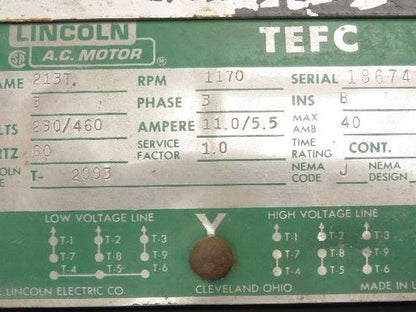 LINCOLN TEFC
SA A.C. MOTOR ®
AME 213T RPM 1170 SERIAL 18674
3 PHASE 3 INS B
LTS 230/460 AMPERE 11.0/5.5 MAX AMB 40
RTZ 60 SERVICE FACTOR 1.0 TIME RATING CONT.
COLN E T- 2993 NEMA CODE J NEMA DESIGN
LOW VOLTAGE LINE Y HIGH VOLTAGE LINE
T-1 T-2 T-3 T-1 T-2 T-3
T-7 T-8 T-9 T-7 T-8 T-9
T-4 T-5 T-6 T-4 T-5 T-6
E LINCOLN ELECTRIC CO. CLEVELAND OHIO MADE IN U